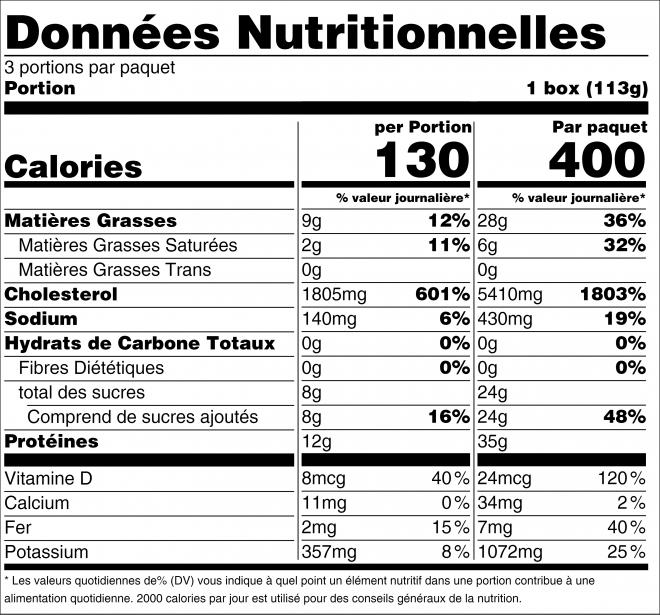 Données Nutritionnelles
3 portions par paquet
Portion 1 box (113g)
per Portion Par paquet
Calories 130 400
% valeur journalière* % valeur journalière*
Matières Grasses 9g 12% 28g 36%
Matières Grasses Saturées 2g 11% 6g 32%
Matières Grasses Trans 0g 0g
Cholesterol 1805mg 601% 5410mg 1803%
Sodium 140mg 6% 430mg 19%
Hydrats de Carbone Totaux 0g 0% 0g 0%
Fibres Diététiques 0g 0% 0g 0%
total des sucres 8g 24g
Comprend de sucres ajoutés 8g 16% 24g 48%
Protéines 12g 35g
Vitamine D 8mcg 40% 24mcg 120%
Calcium 11mg 0% 34mg 2%
Fer 2mg 15% 7mg 40%
Potassium 357mg 8% 1072mg 25%
* Les valeurs quotidiennes de% (DV) vous indique à quel point un élément nutritif dans une portion contribue à une
alimentation quotidienne. 2000 calories par jour est utilisé pour des conseils généraux de la nutrition.